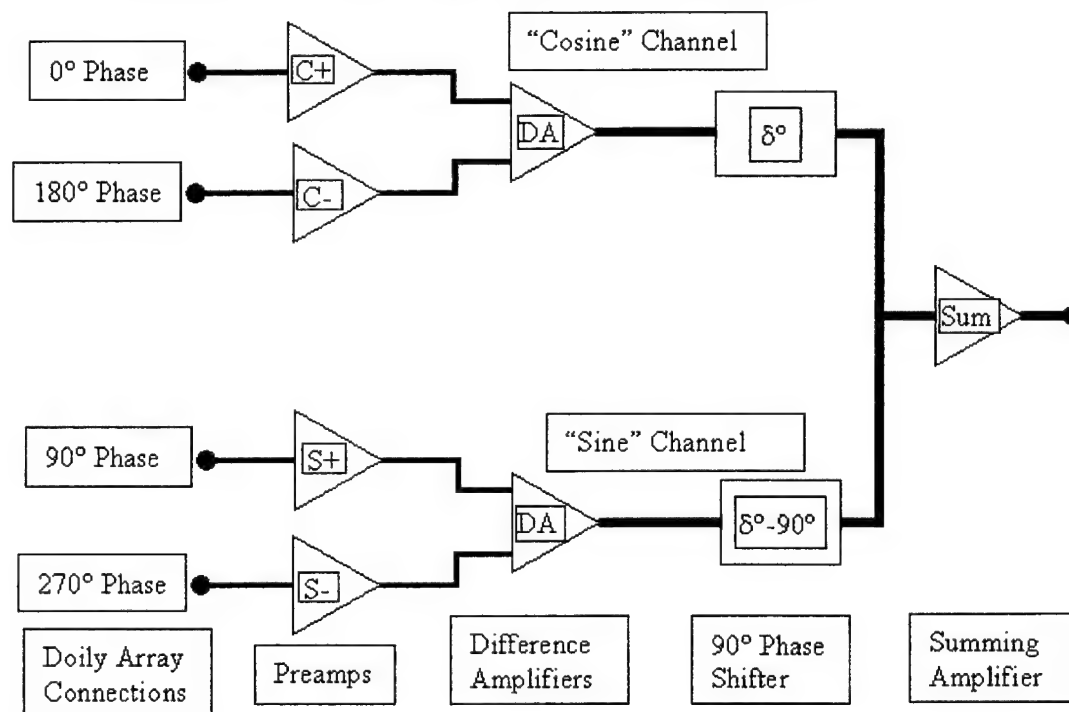 0° Phase
C+
“Cosine” Channel
DA
δ°
180° Phase
C-
Sum
90° Phase
S+
“Sine” Channel
DA
δ°-90°
270° Phase
S-
Doily Array
Connections
Preamps
Difference
Amplifiers
90° Phase
Shifter
Summing
Amplifier